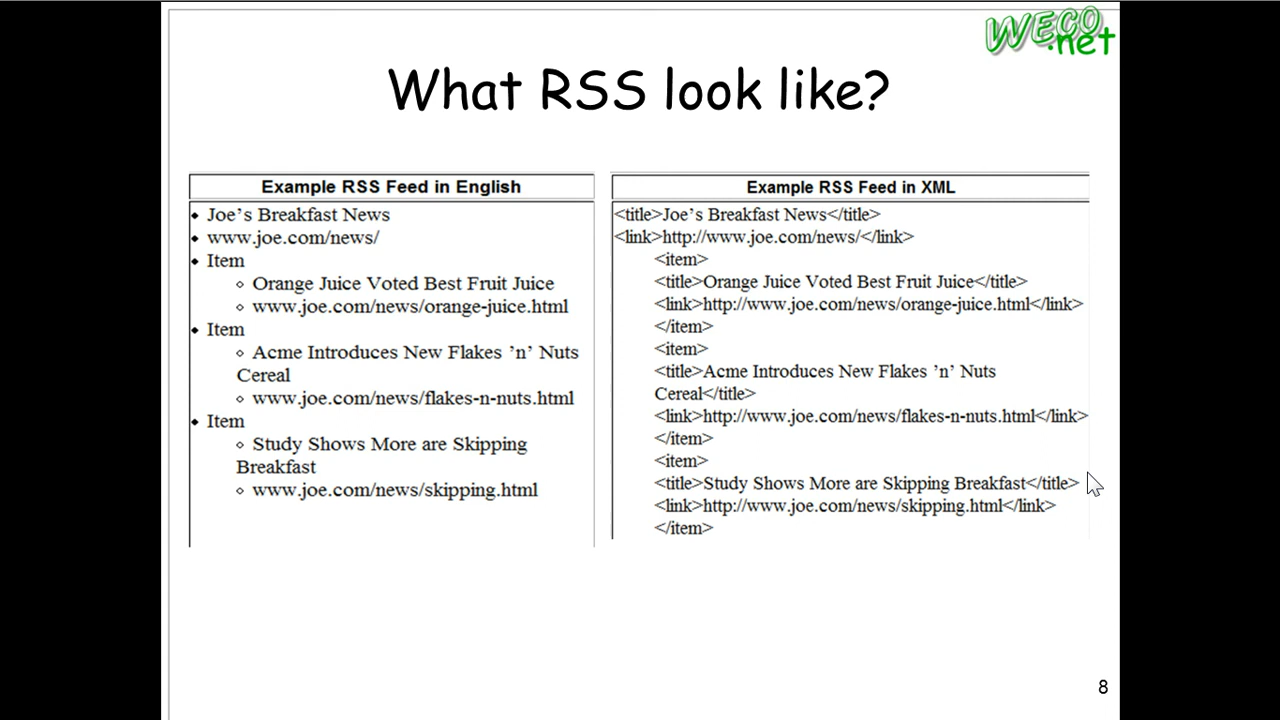 WECO
.net
What RSS look like?
Example RSS Feed in English
Joe's Breakfast News
www.joe.com/news/
Item
Orange Juice Voted Best Fruit Juice
www.joe.com/news/orange-juice.html
Item
Acme Introduces New Flakes 'n' Nuts
Cereal
www.joe.com/news/flakes-n-nuts.html
Item
Study Shows More are Skipping
Breakfast
www.joe.com/news/skipping.html
Example RSS Feed in XML
<title>Joe's Breakfast News</title>
<link>http://www.joe.com/news/</link>
<item>
<title>Orange Juice Voted Best Fruit Juice</title>
<link>http://www.joe.com/news/orange-juice.html</link>
</item>
<item>
<title>Acme Introduces New Flakes 'n' Nuts
Cereal</title>
<link>http://www.joe.com/news/flakes-n-nuts.html</link>
</item>
<item>
<title>Study Shows More are Skipping Breakfast</title>
<link>http://www.joe.com/news/skipping.html</link>
</item>
8